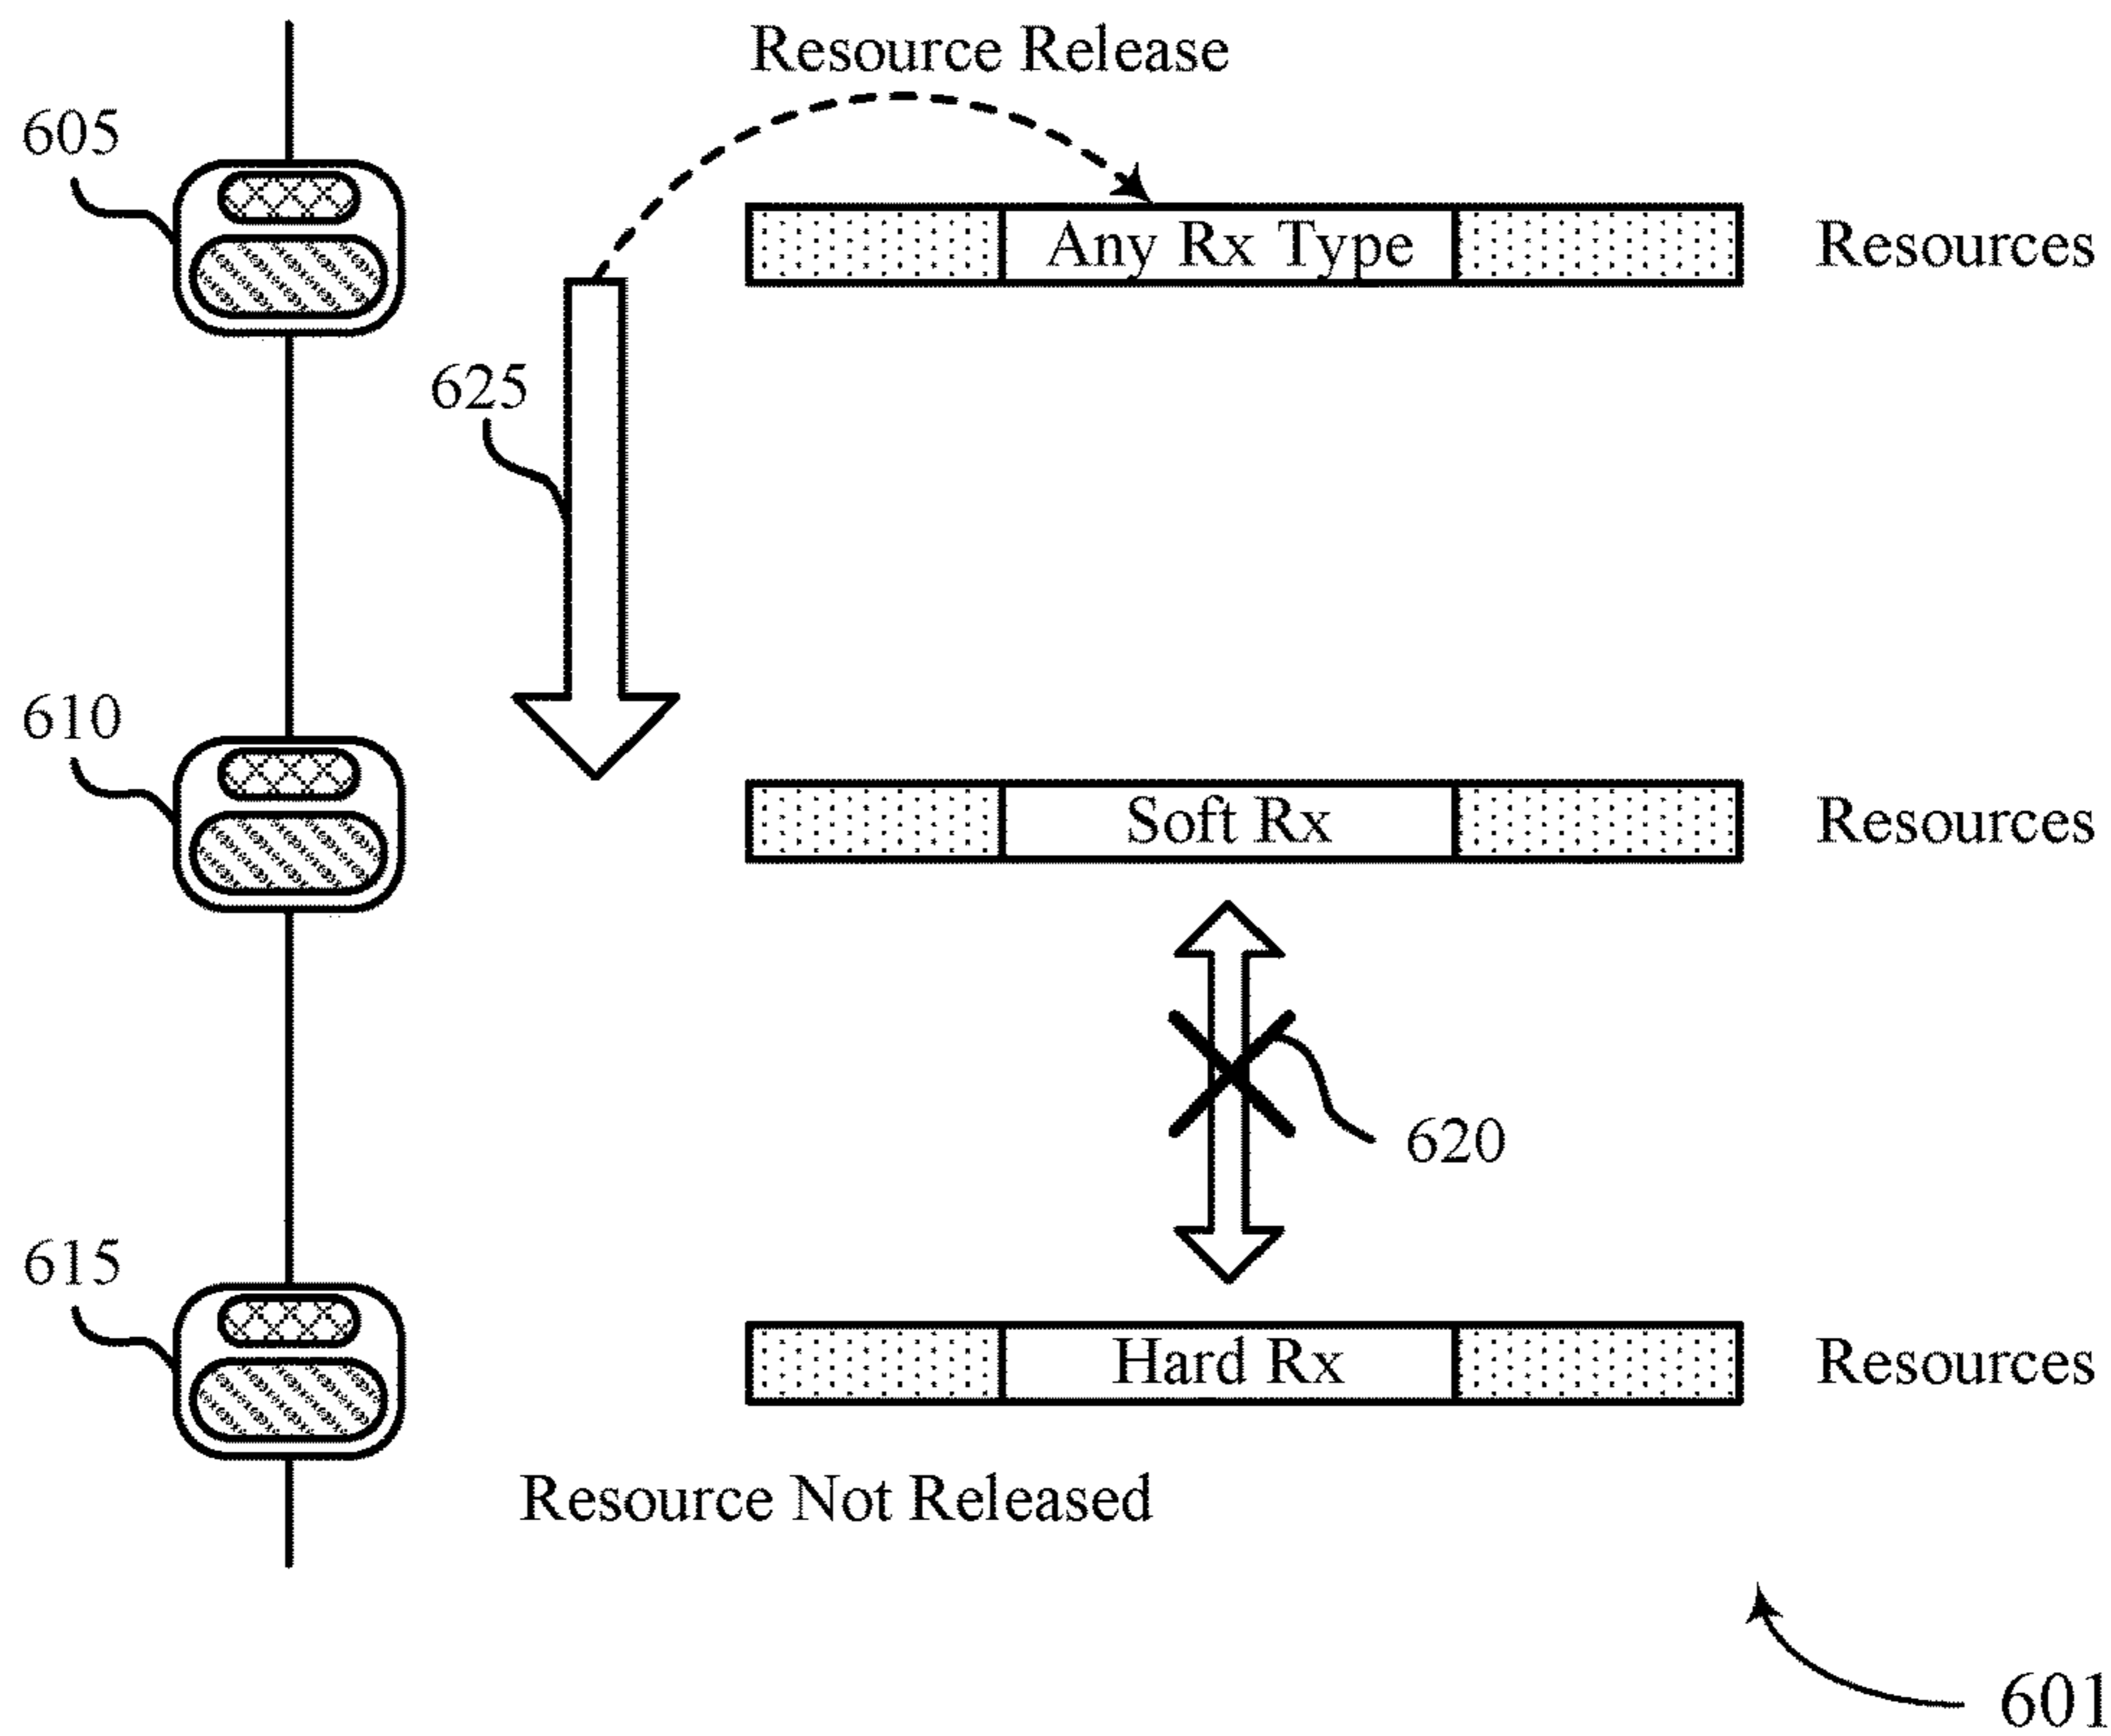 Resource Release
605
Any Rx Type
Resources
625
610
Soft Rx
Resources
620
615
Hard Rx
Resources
Resource Not Released
601